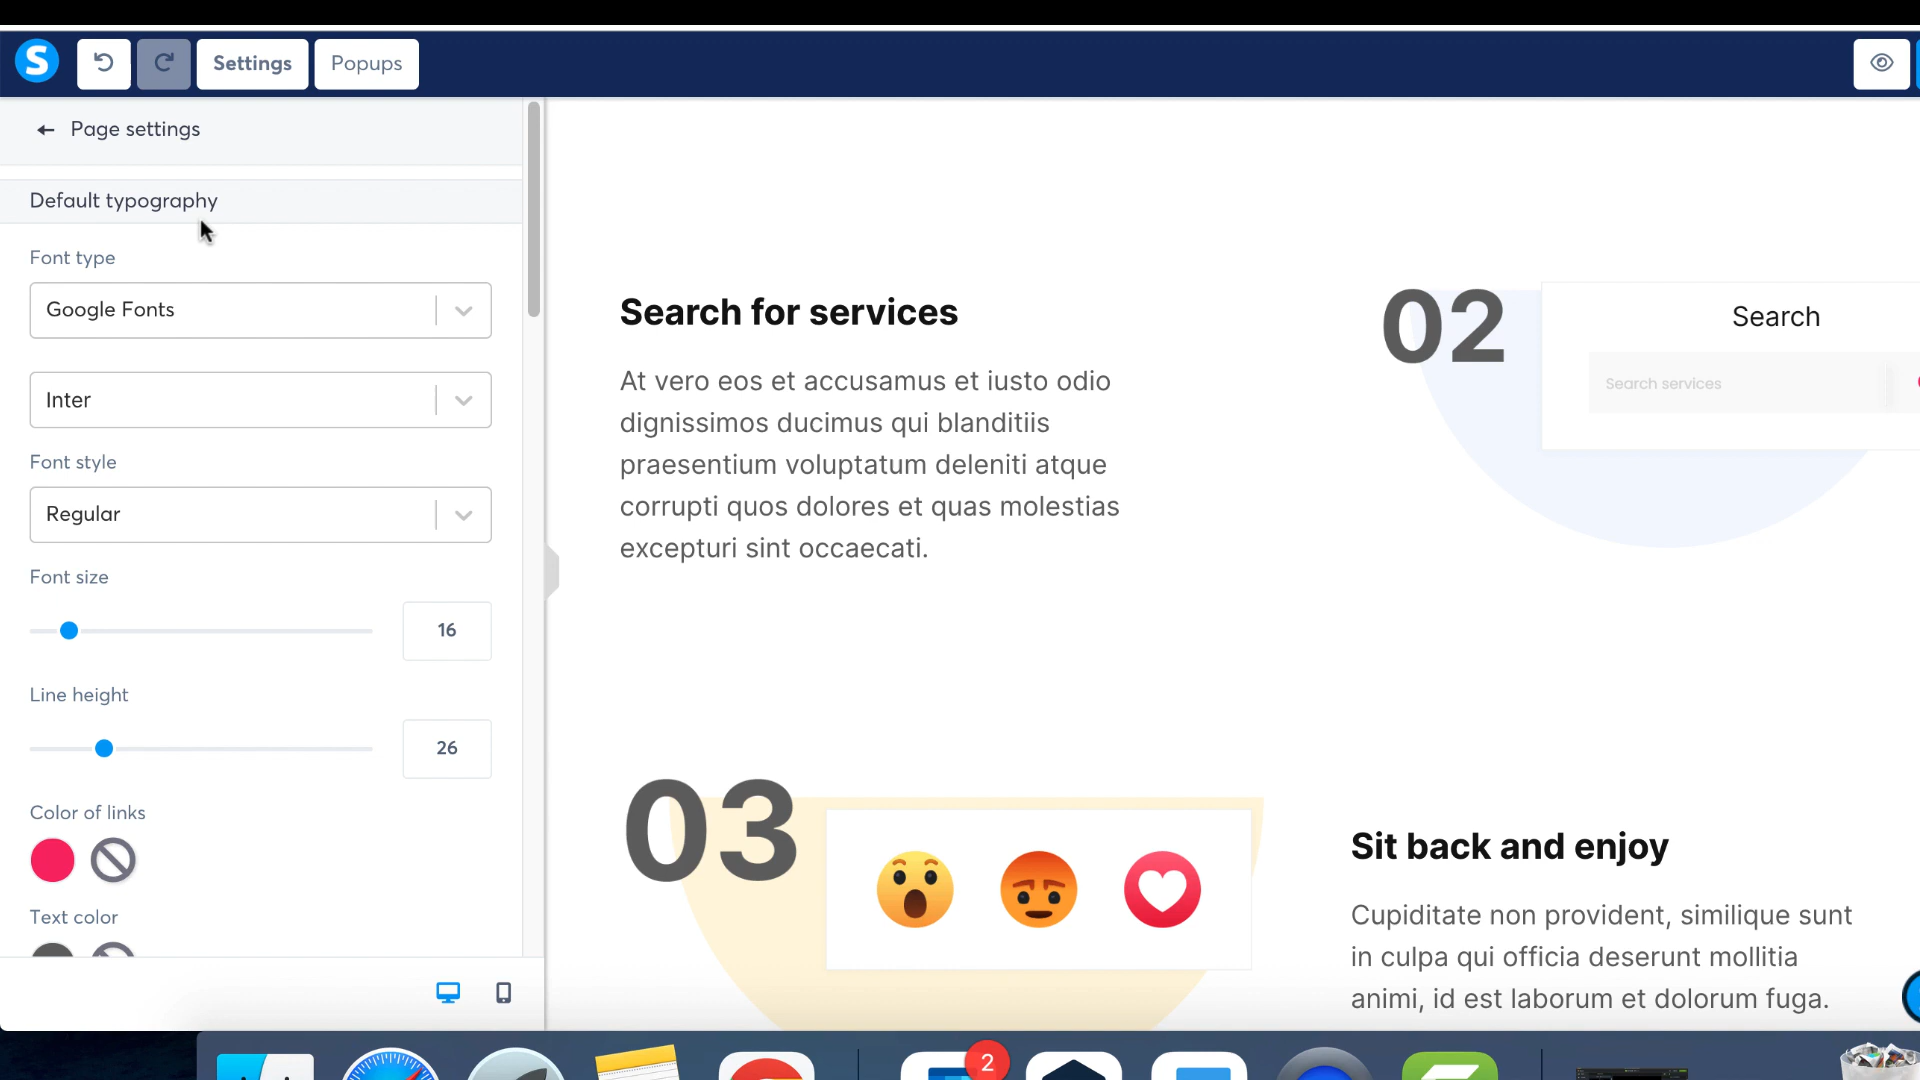 S
Settings
Popups
Page settings
Default typography
Font type
Google Fonts
Inter
Font style
Regular
Font size
16
Line height
26
Color of links
Text color
Search for services
At vero eos et accusamus et iusto odio
dignissimos ducimus qui blanditiis
praesentium voluptatum deleniti atque
corrupti quos dolores et quas molestias
excepturi sint occaecati.
02
Search
Search services
03
Sit back and enjoy
Cupiditate non provident, similique sunt
in culpa qui officia deserunt mollitia
animi, id est laborum et dolorum fuga.
2